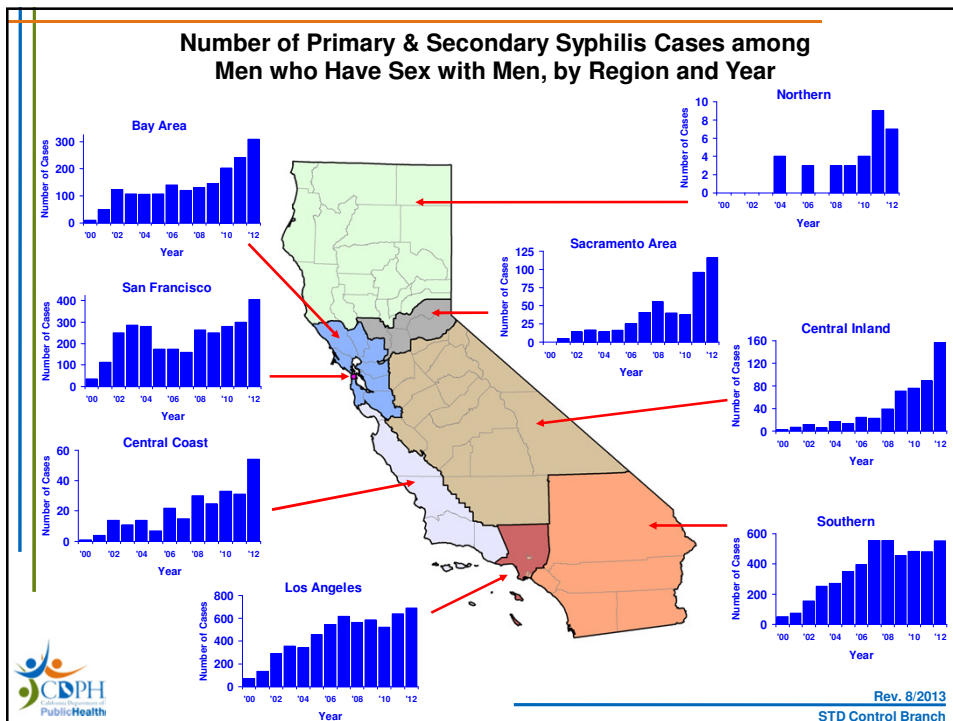 Number of Primary & Secondary Syphilis Cases among
Men who Have Sex with Men, by Region and Year
Bay Area
Number of Cases
300
200
100
0
'00 '02 '04 '06 '08 '10 '12
Year
Northern
Number of Cases
10
8
6
4
2
0
'00 '02 '04 '06 '08 '10 '12
Year
Sacramento Area
Number of Cases
125
100
75
50
25
0
'00 '02 '04 '06 '08 '10 '12
Year
San Francisco
Number of Cases
400
300
200
100
0
'00 '02 '04 '06 '08 '10 '12
Year
Central Inland
Number of Cases
160
120
80
40
0
'00 '02 '04 '06 '08 '10 '12
Year
Central Coast
Number of Cases
60
40
20
0
'00 '02 '04 '06 '08 '10 '12
Year
Southern
Number of Cases
600
400
200
0
'00 '02 '04 '06 '08 '10 '12
Year
Los Angeles
Number of Cases
800
600
400
200
0
'00 '02 '04 '06 '08 '10 '12
Year
CDPH
California Department of
PublicHealth
Rev. 8/2013
STD Control Branch